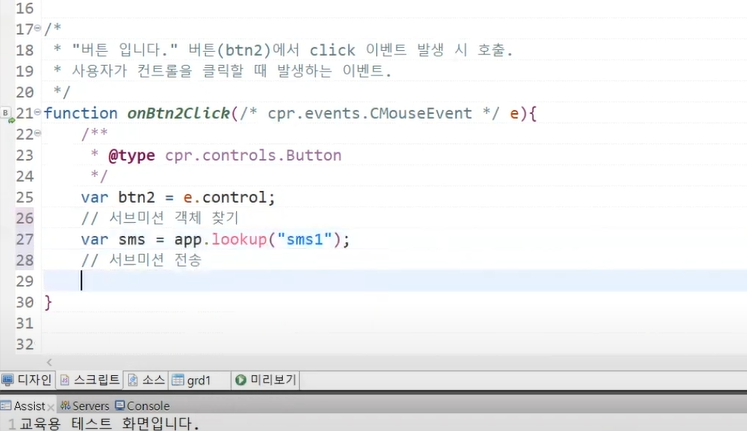 16
17 /*
18 * "버튼 입니다." 버튼(btn2)에서 click 이벤트 발생 시 호출.
19 * 사용자가 컨트롤을 클릭할 때 발생하는 이벤트.
20 */
21 function onBtn2Click(/* cpr.events.CMouseEvent */ e){
22 /**
23 * @type cpr.controls.Button
24 */
25 var btn2 = e.control;
26 // 서브미션 객체 찾기
27 var sms = app.lookup("sms1");
28 // 서브미션 전송
29
30 }
31
32
디자인 스크립트 소스 grd1 미리보기
Assist Servers Console
1 교육용 테스트 화면입니다.